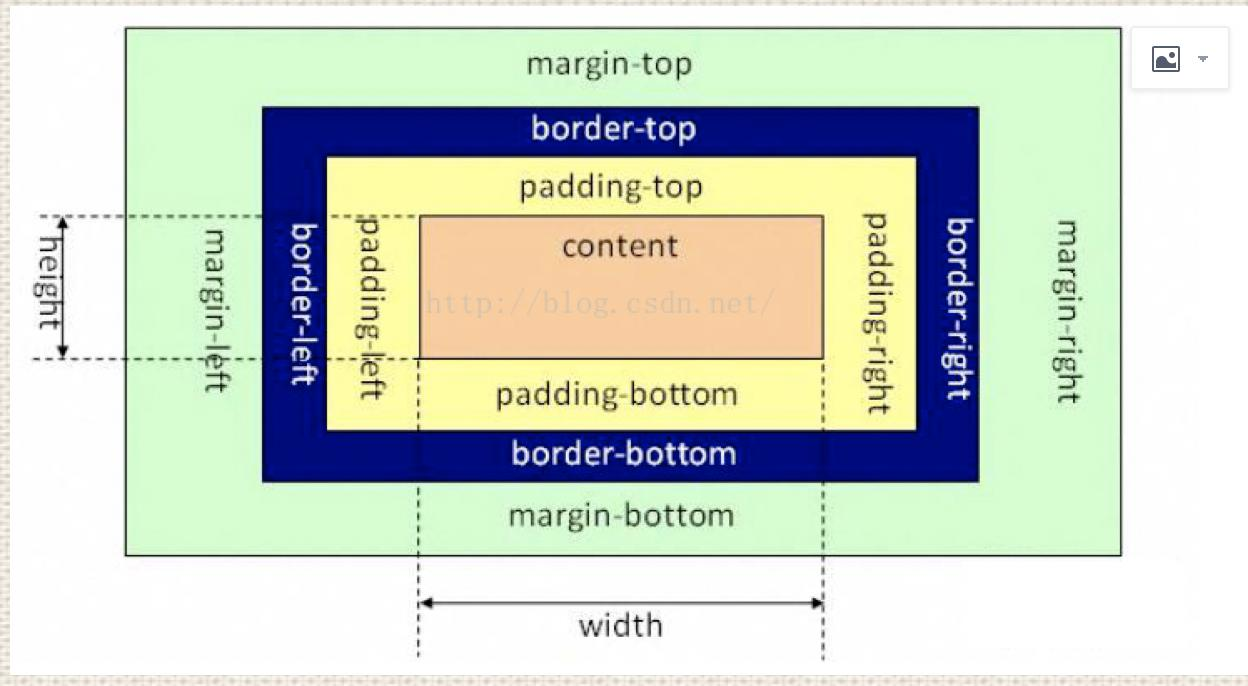 margin-top
border-top
padding-top
height
margin-left
border-left
padding-left
content
http://blog.csdn.net/
padding-right
border-right
margin-right
padding-bottom
border-bottom
margin-bottom
width